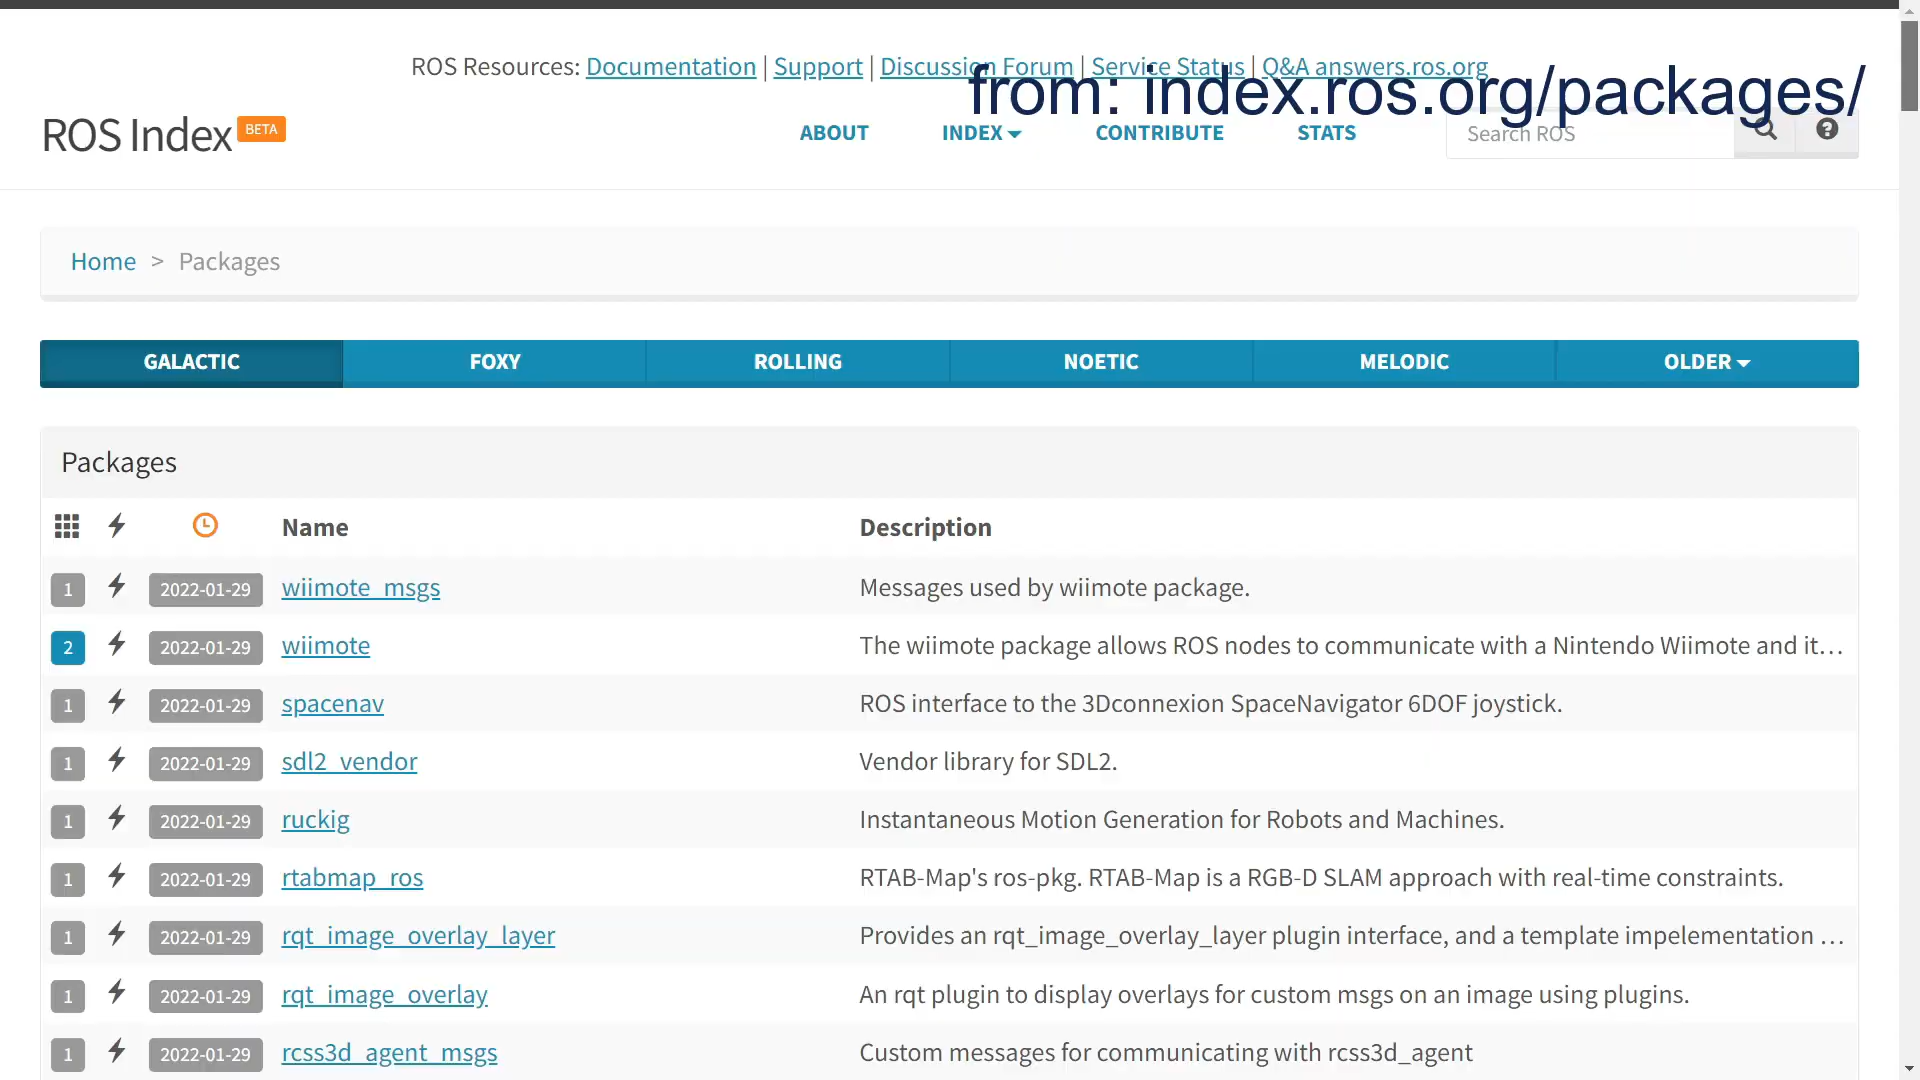 ROS Resources: Documentation | Support | Discussion Forum | Service Status | Q&A answers.ros.org
from: index.ros.org/packages/
ROS Index BETA
ABOUT INDEX CONTRIBUTE STATS Search ROS
Home > Packages
GALACTIC FOXY ROLLING NOETIC MELODIC OLDER
Packages
Name Description
1 2022-01-29 wiimote_msgs Messages used by wiimote package.
2 2022-01-29 wiimote The wiimote package allows ROS nodes to communicate with a Nintendo Wiimote and it…
1 2022-01-29 spacenav ROS interface to the 3Dconnexion SpaceNavigator 6DOF joystick.
1 2022-01-29 sdl2_vendor Vendor library for SDL2.
1 2022-01-29 ruckig Instantaneous Motion Generation for Robots and Machines.
1 2022-01-29 rtabmap_ros RTAB-Map's ros-pkg. RTAB-Map is a RGB-D SLAM approach with real-time constraints.
1 2022-01-29 rqt_image_overlay_layer Provides an rqt_image_overlay_layer plugin interface, and a template impelementation …
1 2022-01-29 rqt_image_overlay An rqt plugin to display overlays for custom msgs on an image using plugins.
1 2022-01-29 rcss3d_agent_msgs Custom messages for communicating with rcss3d_agent